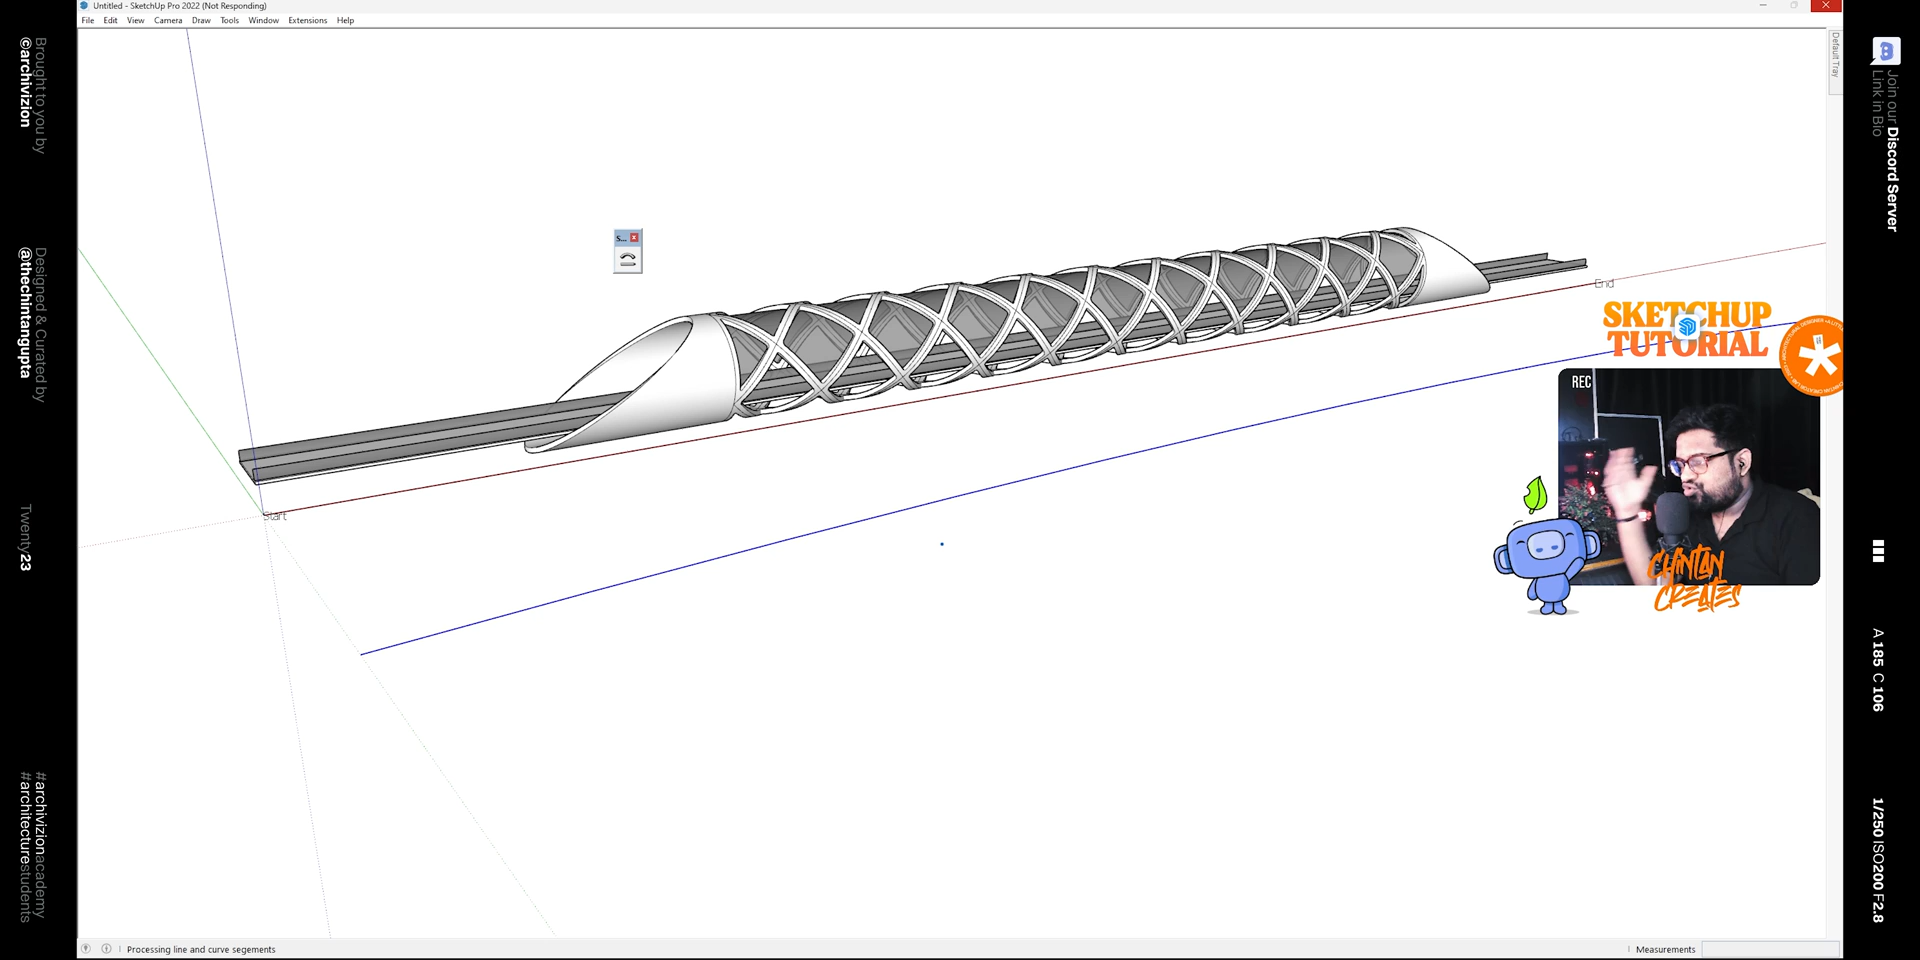 Untitled - SketchUp Pro 2022 (Not Responding)
File Edit View Camera Draw Tools Window Extensions Help
Brought to you by
@archivizion
Designed & Curated by
@thechintangupta
Twenty23
#archivizionacademy
#architecturestudents
S...
Start
End
Default Tray
SKETCHUP
TUTORIAL
REC
CHINTAN
CREATES
Join our Discord Server
Link in Bio
A 185 C 106
1/250 ISO200 F2.8
Processing line and curve segements
Measurements